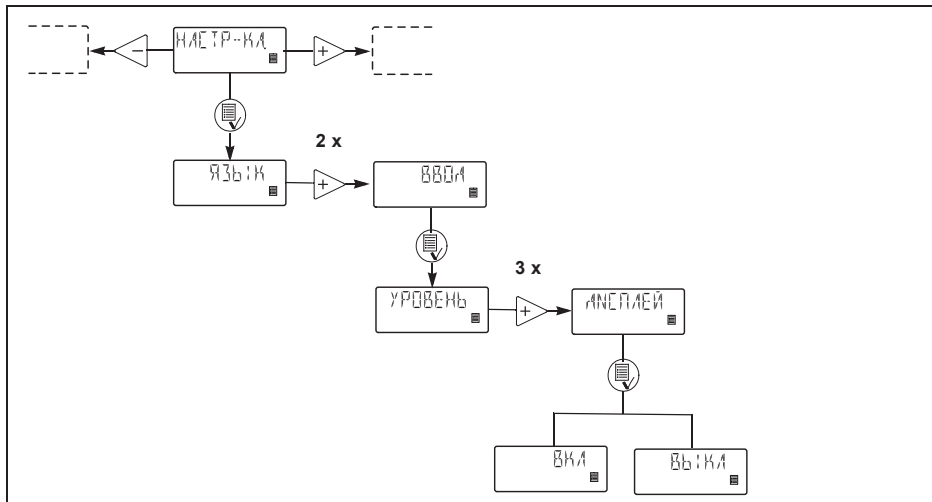 НАСТР-КА
2 x
ЯЗЫК
ВВОД
3 x
УРОВЕНЬ
ДИСПЛЕЙ
ВКЛ
ВЫКЛ